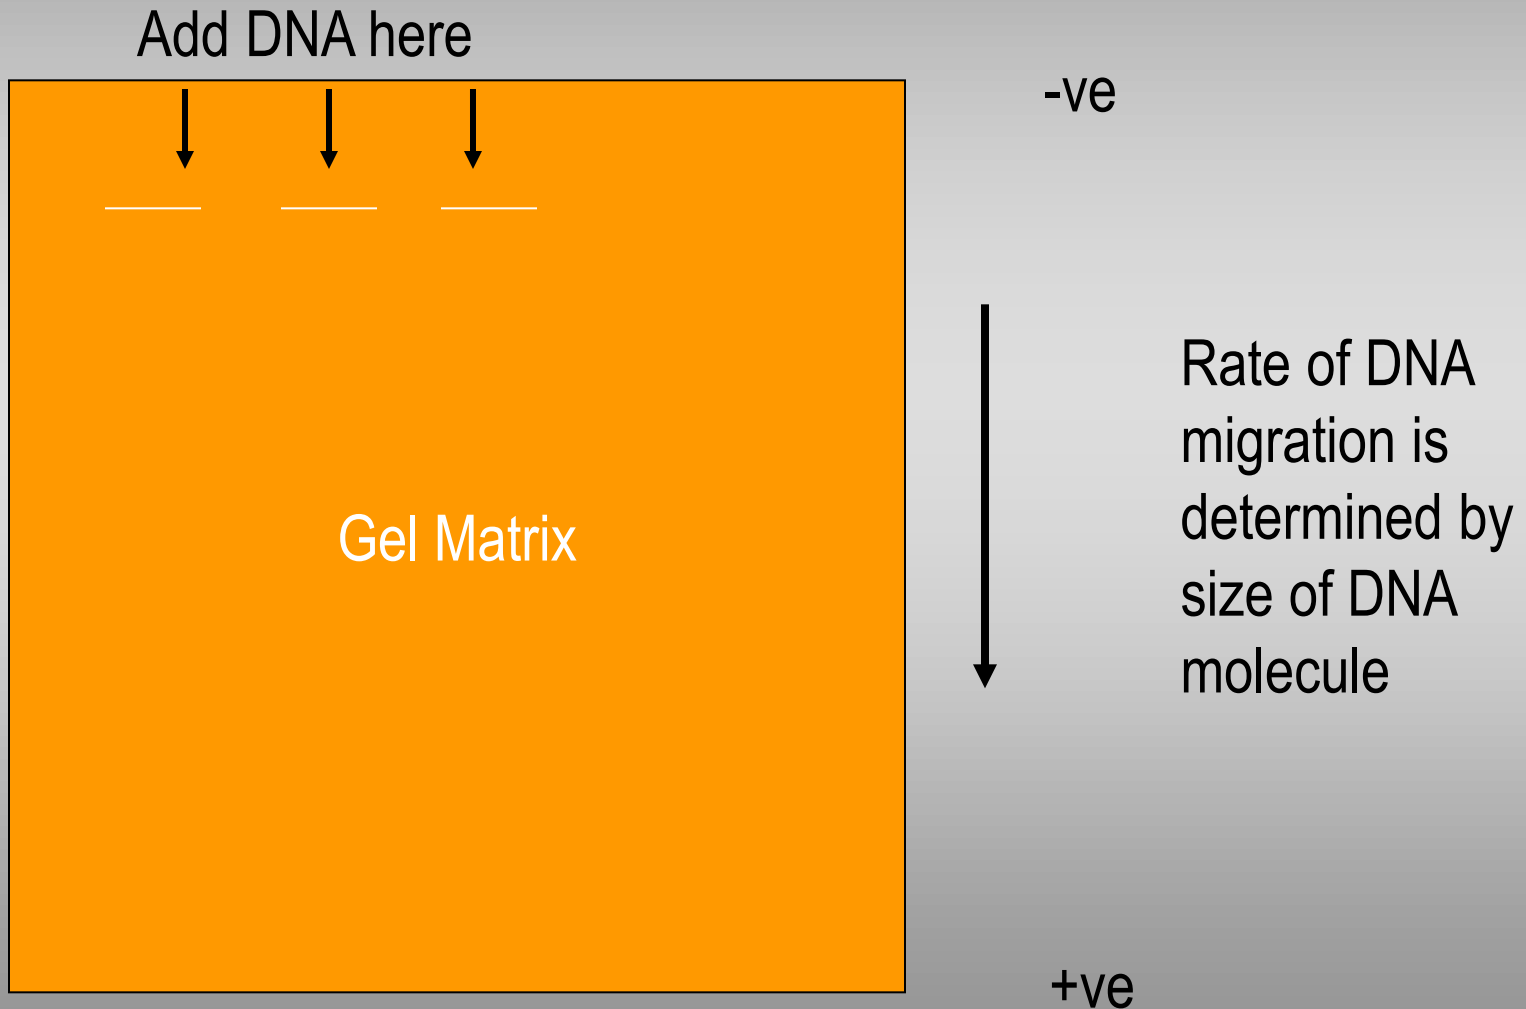 Add DNA here
-ve
Rate of DNA
migration is
determined by
size of DNA
molecule
Gel Matrix
+ve